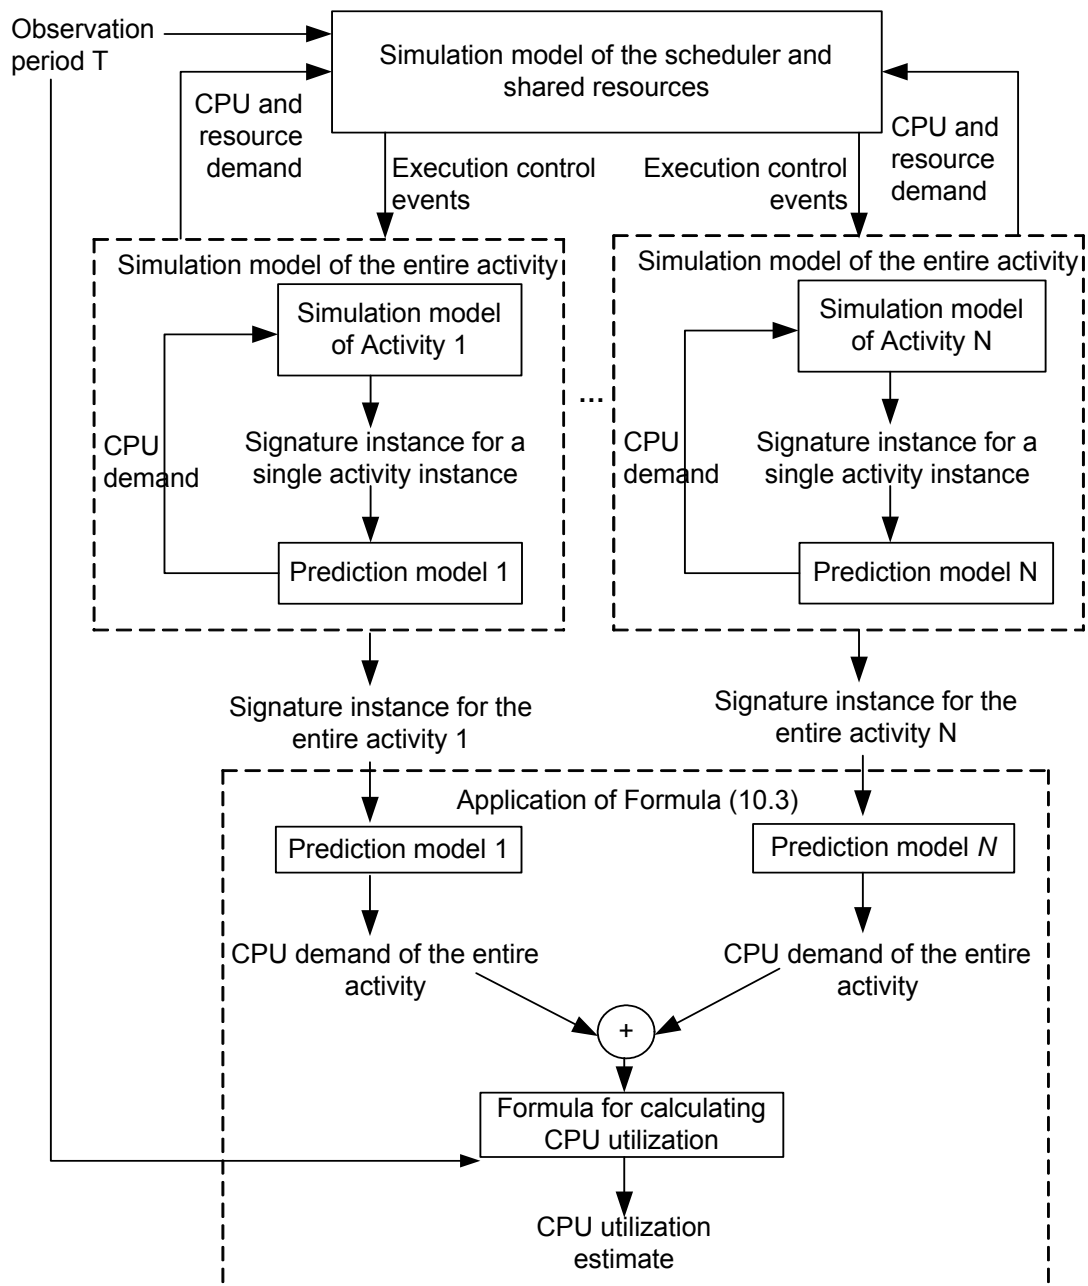 Observation
period T
Simulation model of the scheduler and
shared resources
CPU and
resource
demand
Execution control
events
Execution control
events
CPU and
resource
demand
Simulation model of the entire activity
Simulation model
of Activity 1
CPU
demand
Signature instance for a
single activity instance
Prediction model 1
...
Simulation model of the entire activity
Simulation model
of Activity N
CPU
demand
Signature instance for a
single activity instance
Prediction model N
Signature instance for the
entire activity 1
Signature instance for the
entire activity N
Application of Formula (10.3)
Prediction model 1
Prediction model N
CPU demand of the entire
activity
CPU demand of the entire
activity
+
Formula for calculating
CPU utilization
CPU utilization
estimate